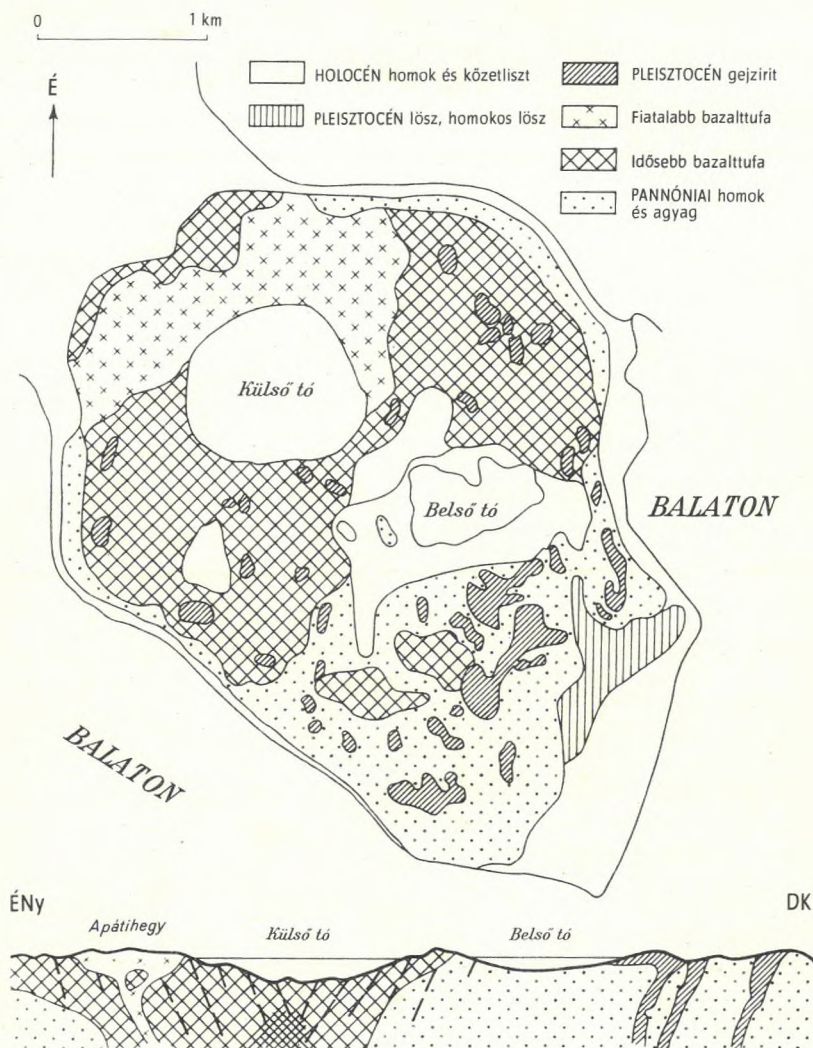 0 1 km
É
HOLOCÉN homok és kőzetliszt
PLEISZTOCÉN lösz, homokos lösz
PLEISZTOCÉN gejzirit
Fiatalabb bazalttufa
Idősebb bazalttufa
PANNÓNIAI homok
és agyag
Külső tó
Belső tó
BALATON
BALATON
ÉNy DK
Apátihegy Külső tó Belső tó